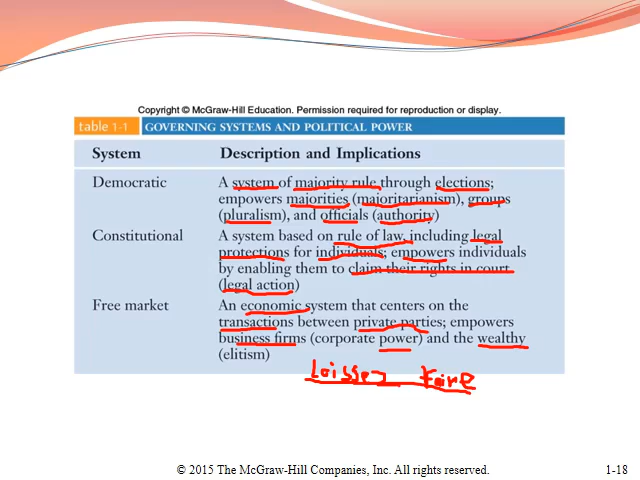 Copyright © McGraw-Hill Education. Permission required for reproduction or display.
table 1-1 GOVERNING SYSTEMS AND POLITICAL POWER
System Description and Implications
Democratic A system of majority rule through elections;
empowers majorities (majoritarianism), groups
(pluralism), and officials (authority)
Constitutional A system based on rule of law, including legal
protections for individuals; empowers individuals
by enabling them to claim their rights in court
(legal action)
Free market An economic system that centers on the
transactions between private parties; empowers
business firms (corporate power) and the wealthy
(elitism)
Laissez Faire
© 2015 The McGraw-Hill Companies, Inc. All rights reserved. 1-18